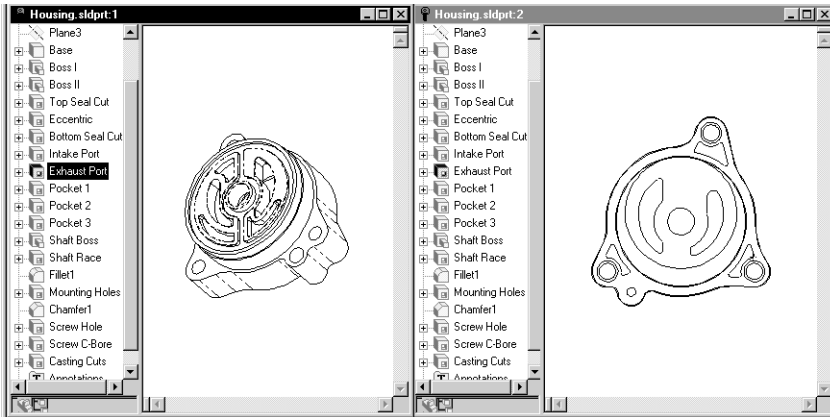 Housing.sldprt:1
Plane3
Base
Boss I
Boss II
Top Seal Cut
Eccentric
Bottom Seal Cut
Intake Port
Exhaust Port
Pocket 1
Pocket 2
Pocket 3
Shaft Boss
Shaft Race
Fillet1
Mounting Holes
Chamfer1
Screw Hole
Screw C-Bore
Casting Cuts
Annotations
Housing.sldprt:2
Plane3
Base
Boss I
Boss II
Top Seal Cut
Eccentric
Bottom Seal Cut
Intake Port
Exhaust Port
Pocket 1
Pocket 2
Pocket 3
Shaft Boss
Shaft Race
Fillet1
Mounting Holes
Chamfer1
Screw Hole
Screw C-Bore
Casting Cuts
Annotations